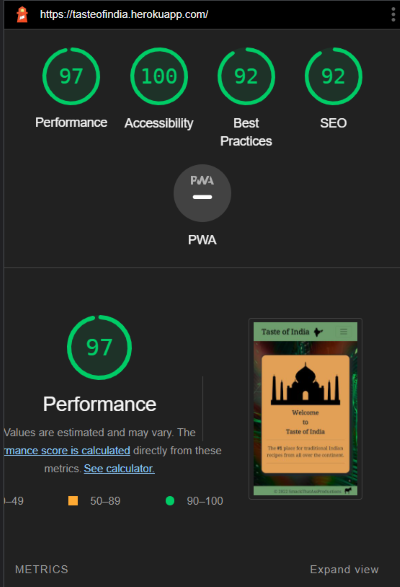 https://tasteofindia.herokuapp.com/
97
100
92
92
Performance
Accessibility
Best
Practices
SEO
PWA
PWA
97
Performance
Values are estimated and may vary. The
rmance score is calculated directly from these
metrics. See calculator.
–49
50–89
90–100
Taste of India
Welcome
to
Taste of India
The #1 place for traditional Indian
recipes from all over the continent.
METRICS
Expand view